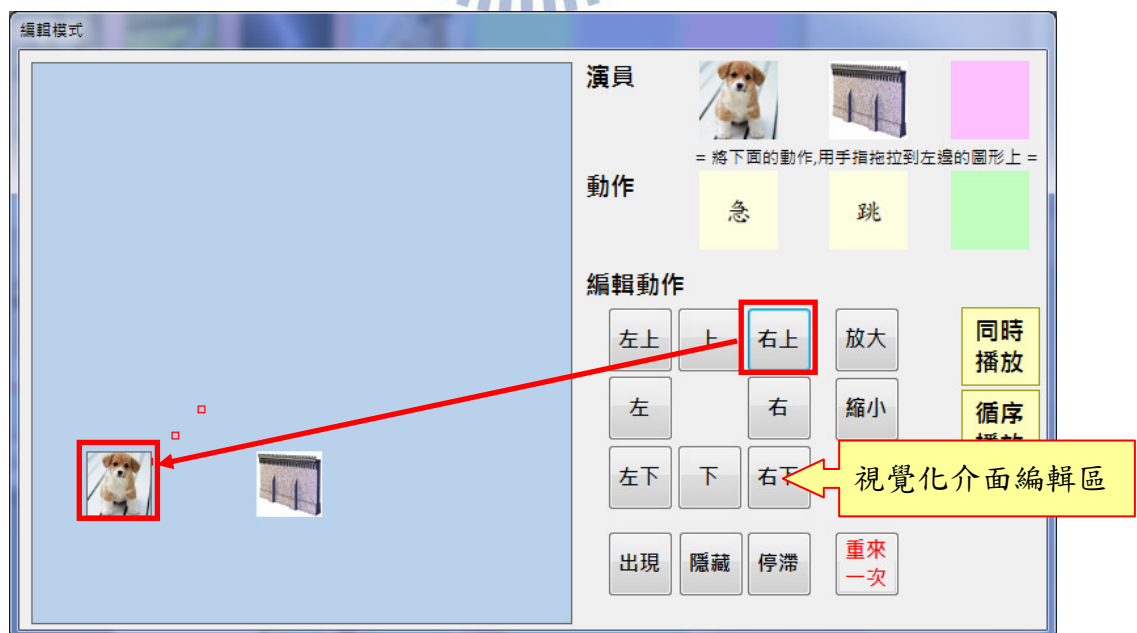 編輯模式
演員
= 將下面的動作,用手指拖拉到左邊的圖形上 =
動作
急 跳
編輯動作
左上 上 右上 放大
同時
播放
左 右 縮小
循序
播放
左下 下 右下
視覺化介面編輯區
出現 隱藏 停滯
重來
一次